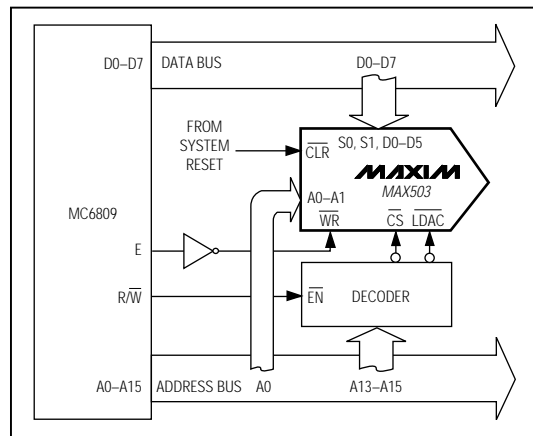 D0–D7 DATA BUS D0–D7
FROM
SYSTEM
RESET
CLR
S0, S1, D0–D5
MAXIM
MAX503
A0–A1
WR CS LDAC
MC6809
E
R/W
EN DECODER
A0–A15 ADDRESS BUS A0 A13–A15